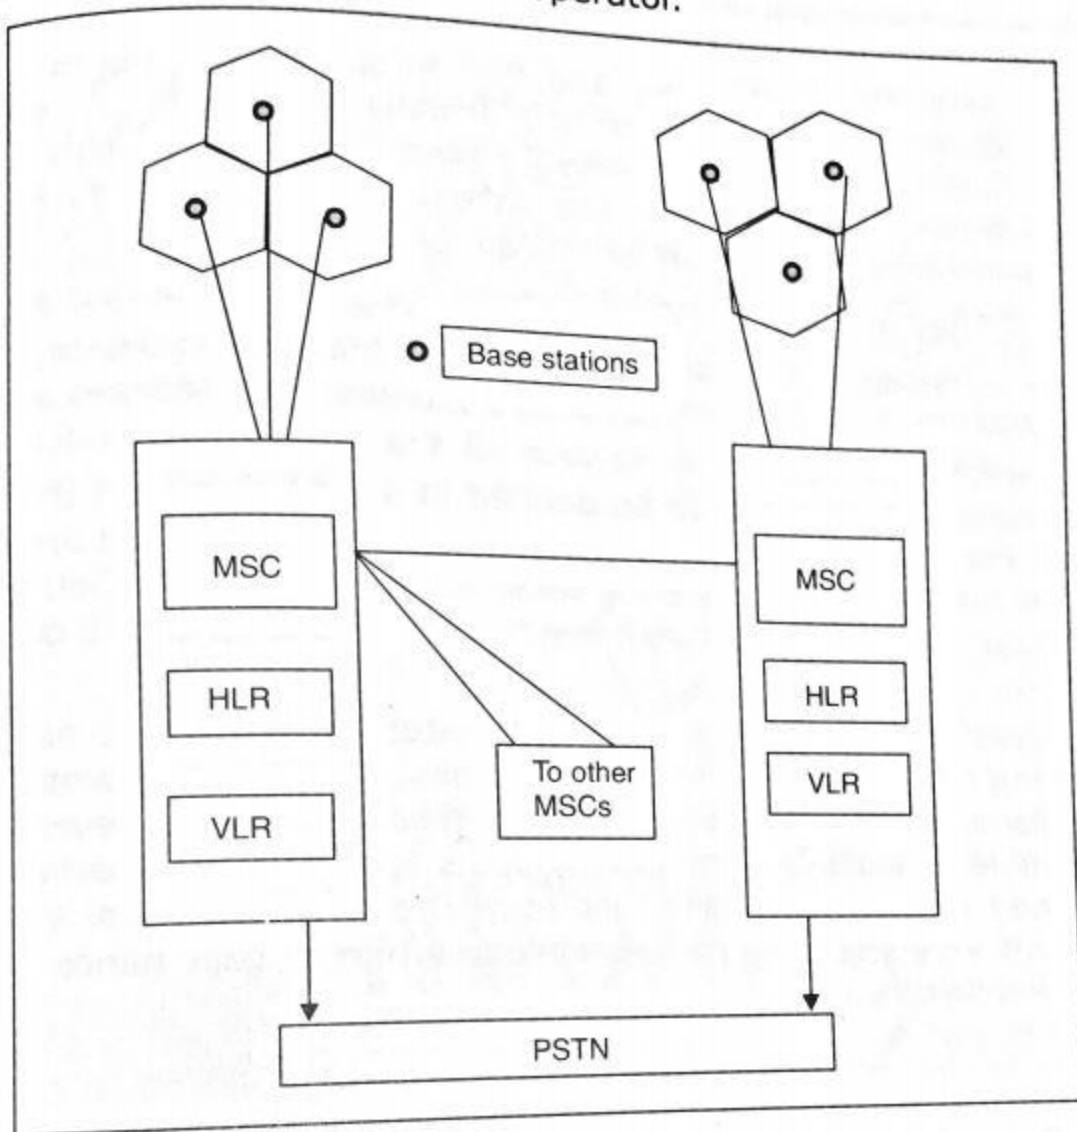 Base stations
MSC
HLR
VLR
To other
MSCs
MSC
HLR
VLR
PSTN